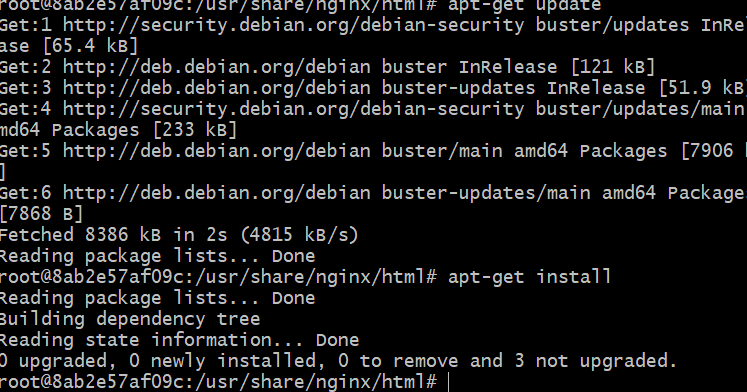 root@8ab2e57af09c:/usr/share/nginx/html# apt-get update
Get:1 http://security.debian.org/debian-security buster/updates InRe
ase [65.4 kB]
Get:2 http://deb.debian.org/debian buster InRelease [121 kB]
Get:3 http://deb.debian.org/debian buster-updates InRelease [51.9 kB
Get:4 http://security.debian.org/debian-security buster/updates/main
md64 Packages [233 kB]
Get:5 http://deb.debian.org/debian buster/main amd64 Packages [7906
]
Get:6 http://deb.debian.org/debian buster-updates/main amd64 Package
[7868 B]
Fetched 8386 kB in 2s (4815 kB/s)
Reading package lists... Done
root@8ab2e57af09c:/usr/share/nginx/html# apt-get install
Reading package lists... Done
Building dependency tree
Reading state information... Done
0 upgraded, 0 newly installed, 0 to remove and 3 not upgraded.
root@8ab2e57af09c:/usr/share/nginx/html#